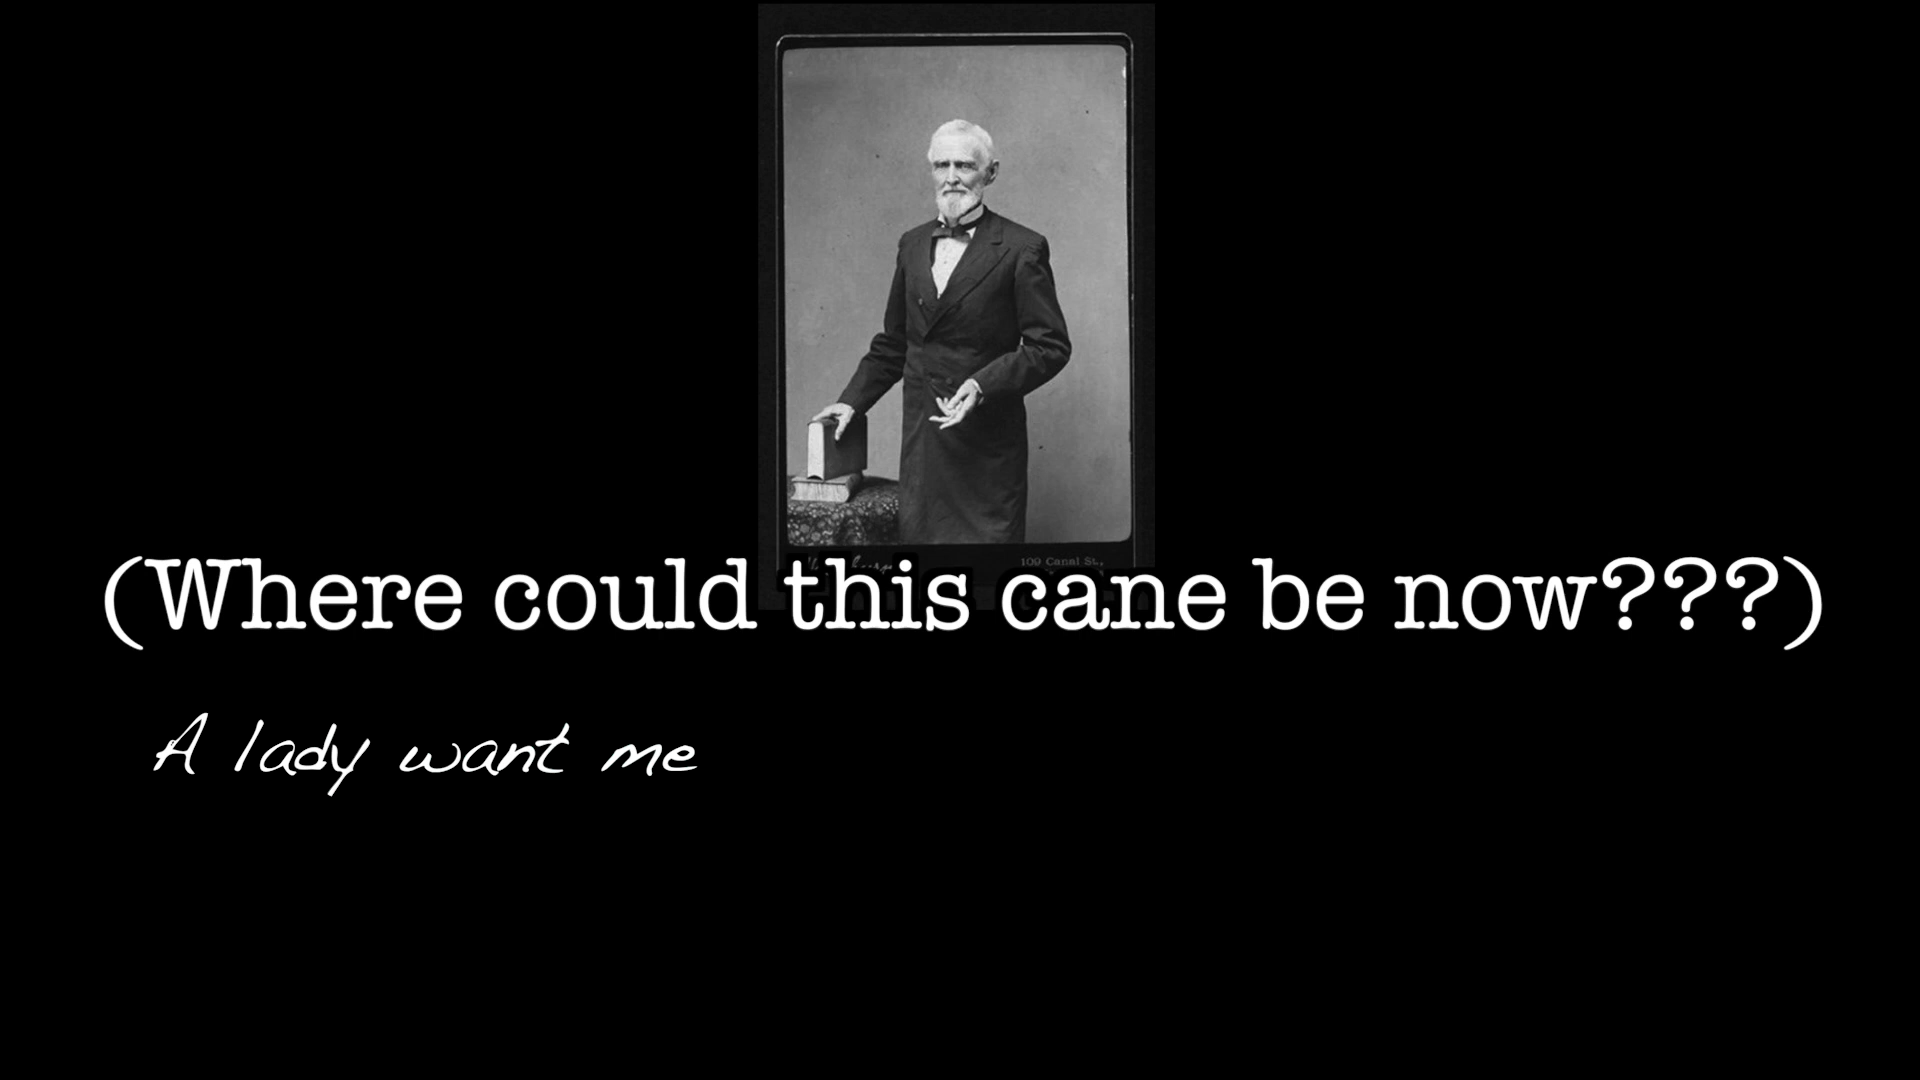 109 Canal St.,
(Where could this cane be now???)
A lady want me